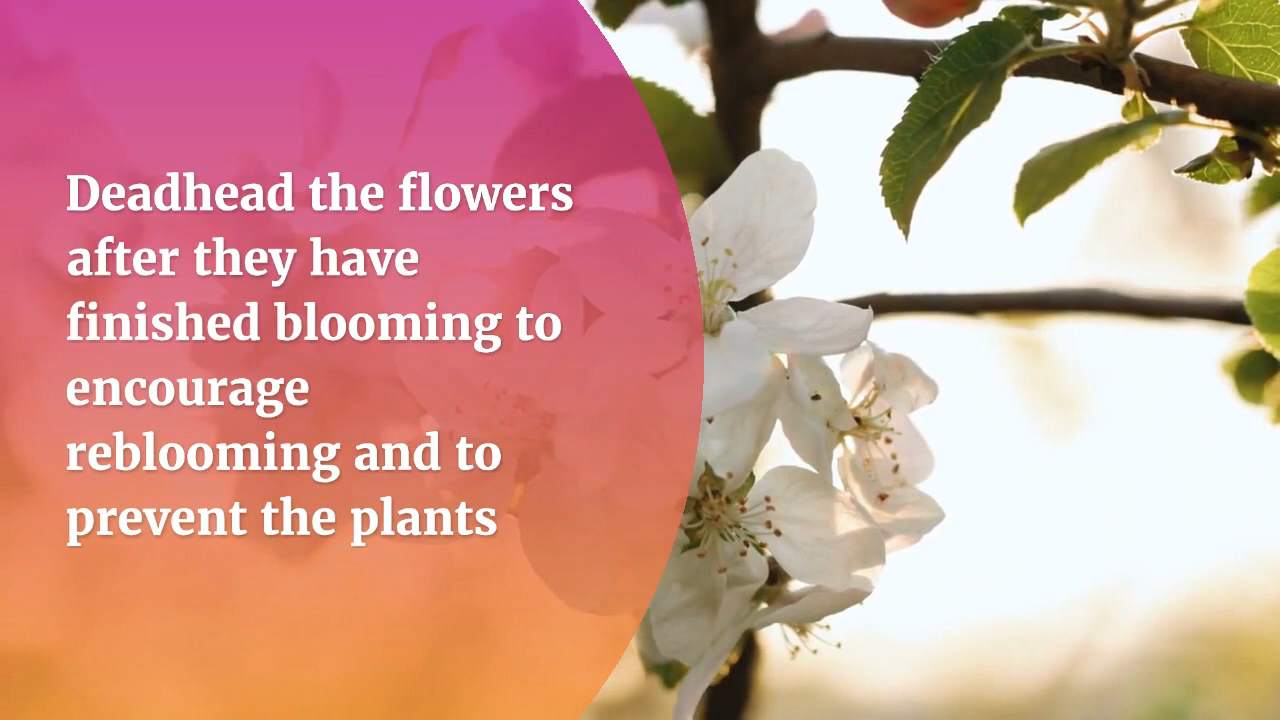 Deadhead the flowers
after they have
finished blooming to
encourage
reblooming and to
prevent the plants